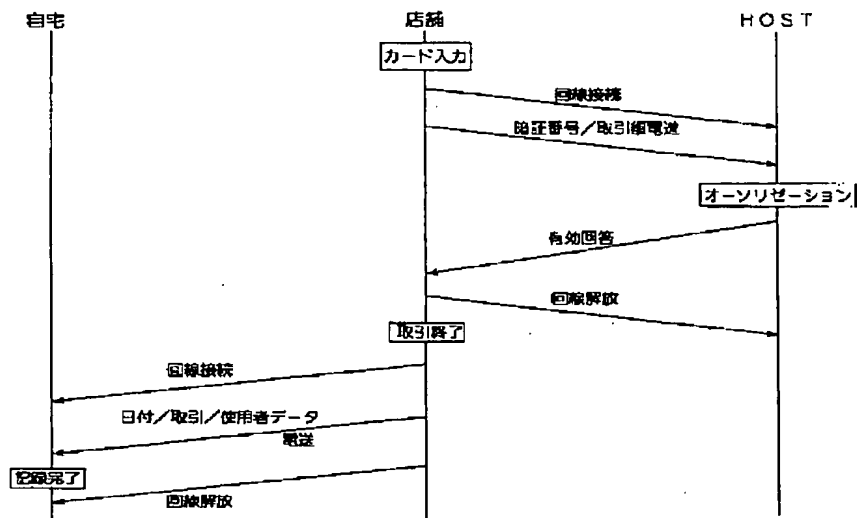 自宅
店舗
HOST
カード入力
回線接続
暗証番号/取引額電送
オーソリゼーション
有効回答
回線解放
取引終了
回線接続
日付/取引/使用者データ
電送
記録完了
回線解放